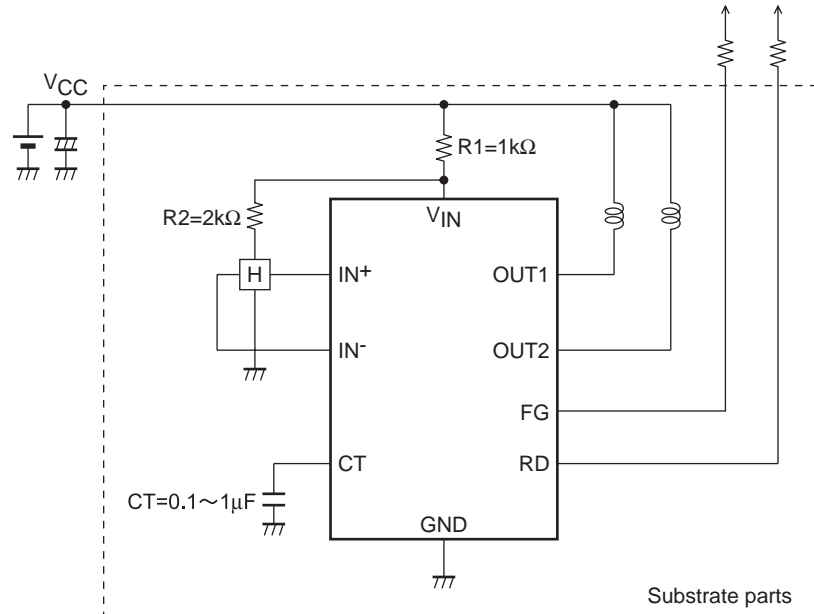 VCC
R1=1kΩ
R2=2kΩ
VIN
H
IN+
OUT1
IN-
OUT2
FG
CT
RD
CT=0.1～1μF
GND
Substrate parts